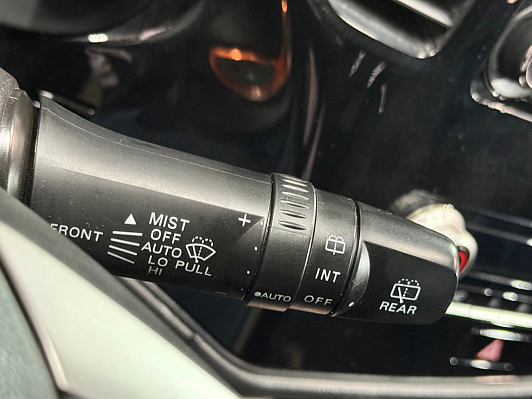 MIST
OFF
FRONT
AUTO
LO PULL
HI
+
INT
AUTO OFF
REAR